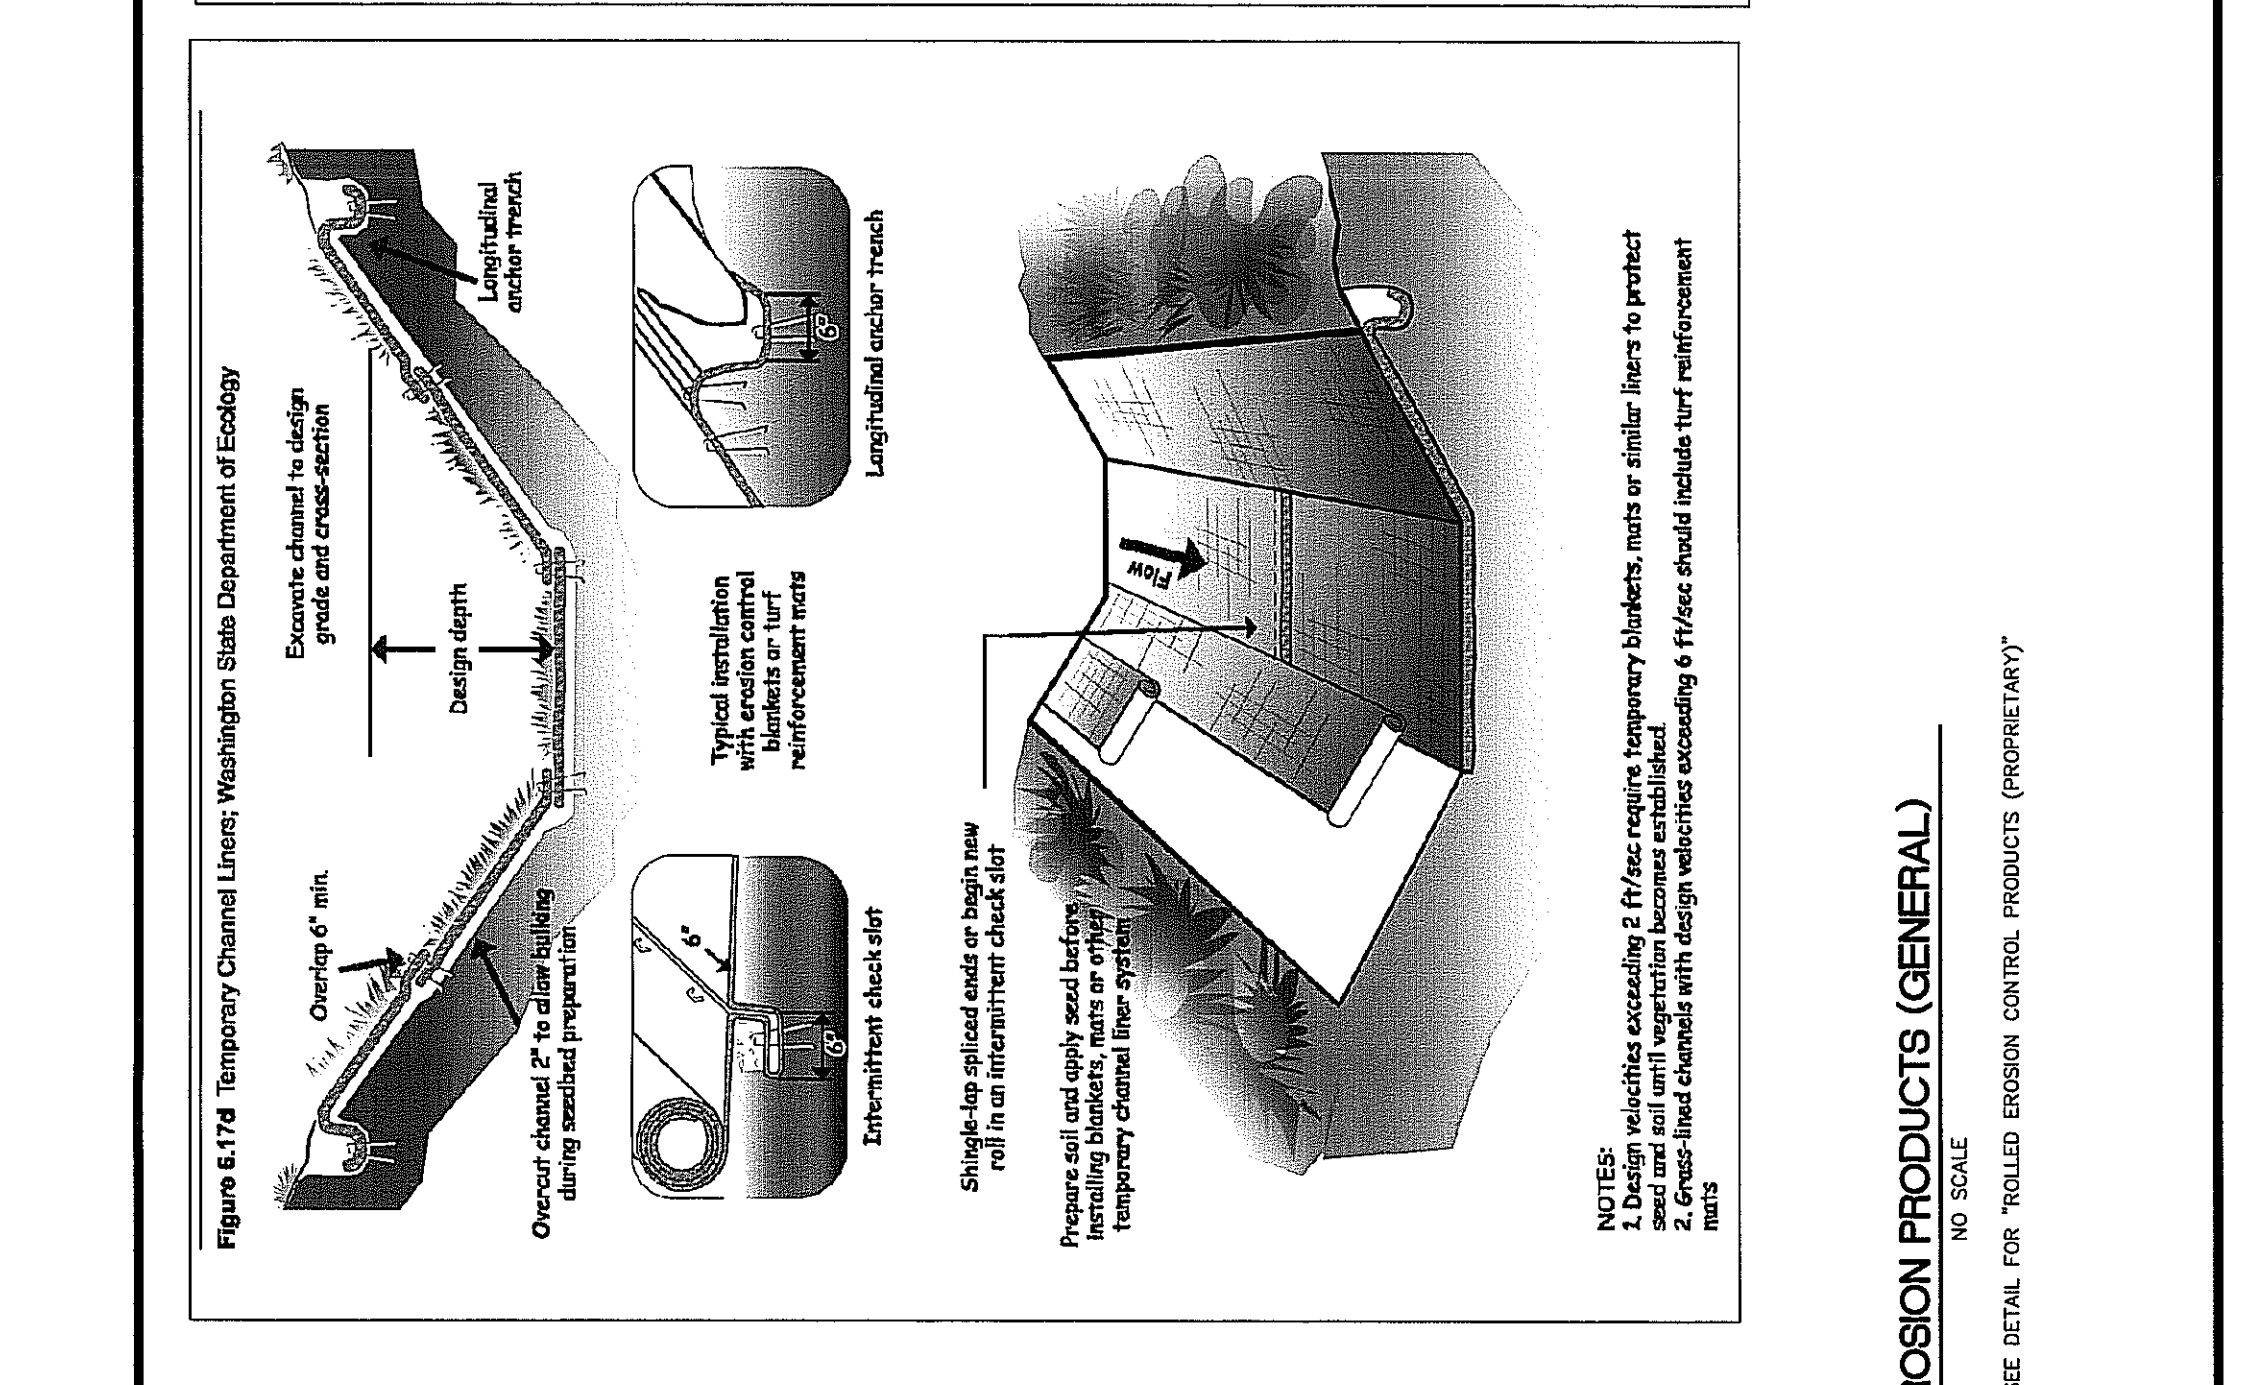 Figure 6.17d Temporary Channel Liners; Washington State Department of Ecology
Overlap 6" min.
Excavate channel to design
grade and cross-section
Design depth
Longitudinal
anchor trench
Overcut channel 2" to allow bulking
during seedbed preparation
Typical installation
with erosion control
blankets or turf
reinforcement mats
6"
6"
Intermittent check slot
6"
Longitudinal anchor trench
Shingle-lap spliced ends or begin new
roll in an intermittent check slot
Prepare soil and apply seed before
installing blankets, mats or other
temporary channel liner system
Flow
NOTES:
1. Design velocities exceeding 2 ft/sec require temporary blankets, mats or similar liners to protect
seed and soil until vegetation becomes established.
2. Grass-lined channels with design velocities exceeding 6 ft/sec should include turf reinforcement
mats
ROSION PRODUCTS (GENERAL)
NO SCALE
SEE DETAIL FOR "ROLLED EROSION CONTROL PRODUCTS (PROPRIETARY)"